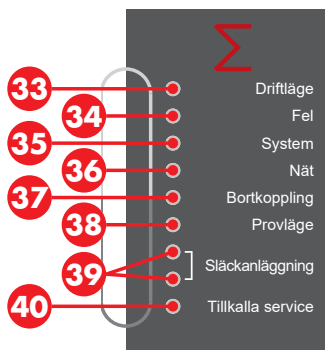 Σ
33 Driftläge
34 Fel
35 System
36 Nät
37 Bortkoppling
38 Provläge
39 Släckanläggning
40 Tillkalla service